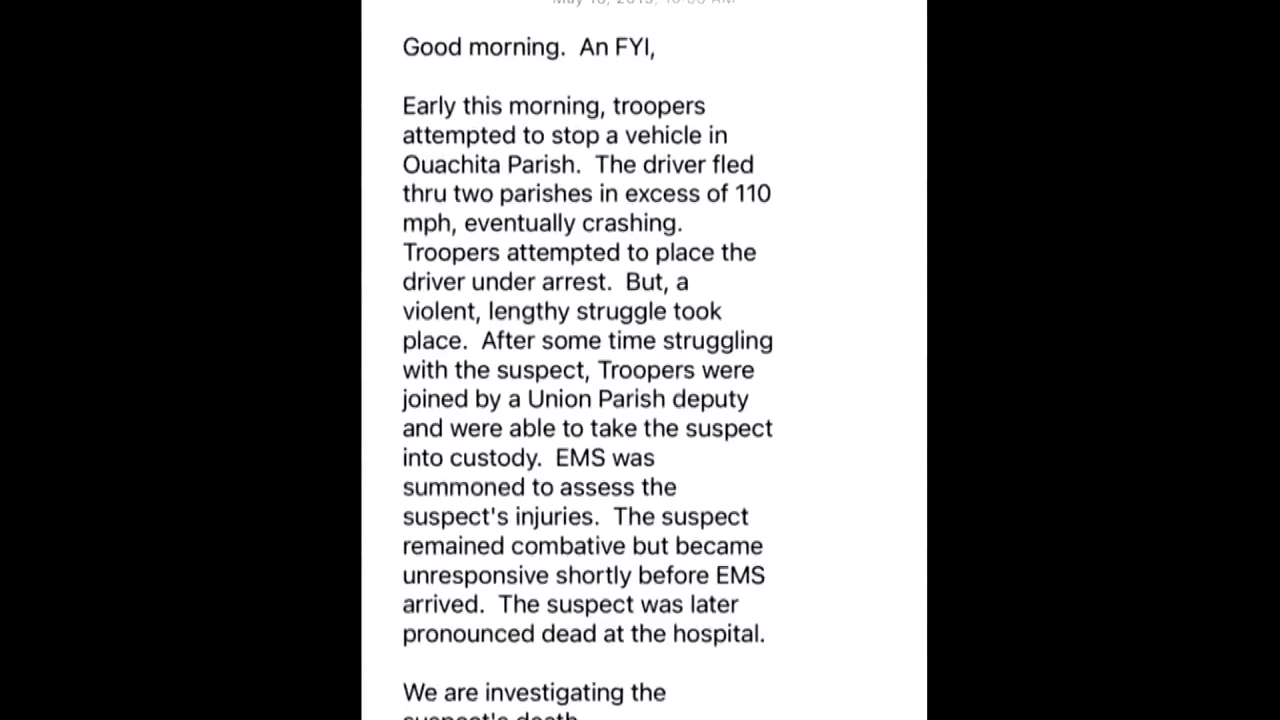 Good morning.  An FYI,
Early this morning, troopers
attempted to stop a vehicle in
Ouachita Parish.  The driver fled
thru two parishes in excess of 110
mph, eventually crashing.
Troopers attempted to place the
driver under arrest.  But, a
violent, lengthy struggle took
place.  After some time struggling
with the suspect, Troopers were
joined by a Union Parish deputy
and were able to take the suspect
into custody.  EMS was
summoned to assess the
suspect's injuries.  The suspect
remained combative but became
unresponsive shortly before EMS
arrived.  The suspect was later
pronounced dead at the hospital.
We are investigating the
suspect's death